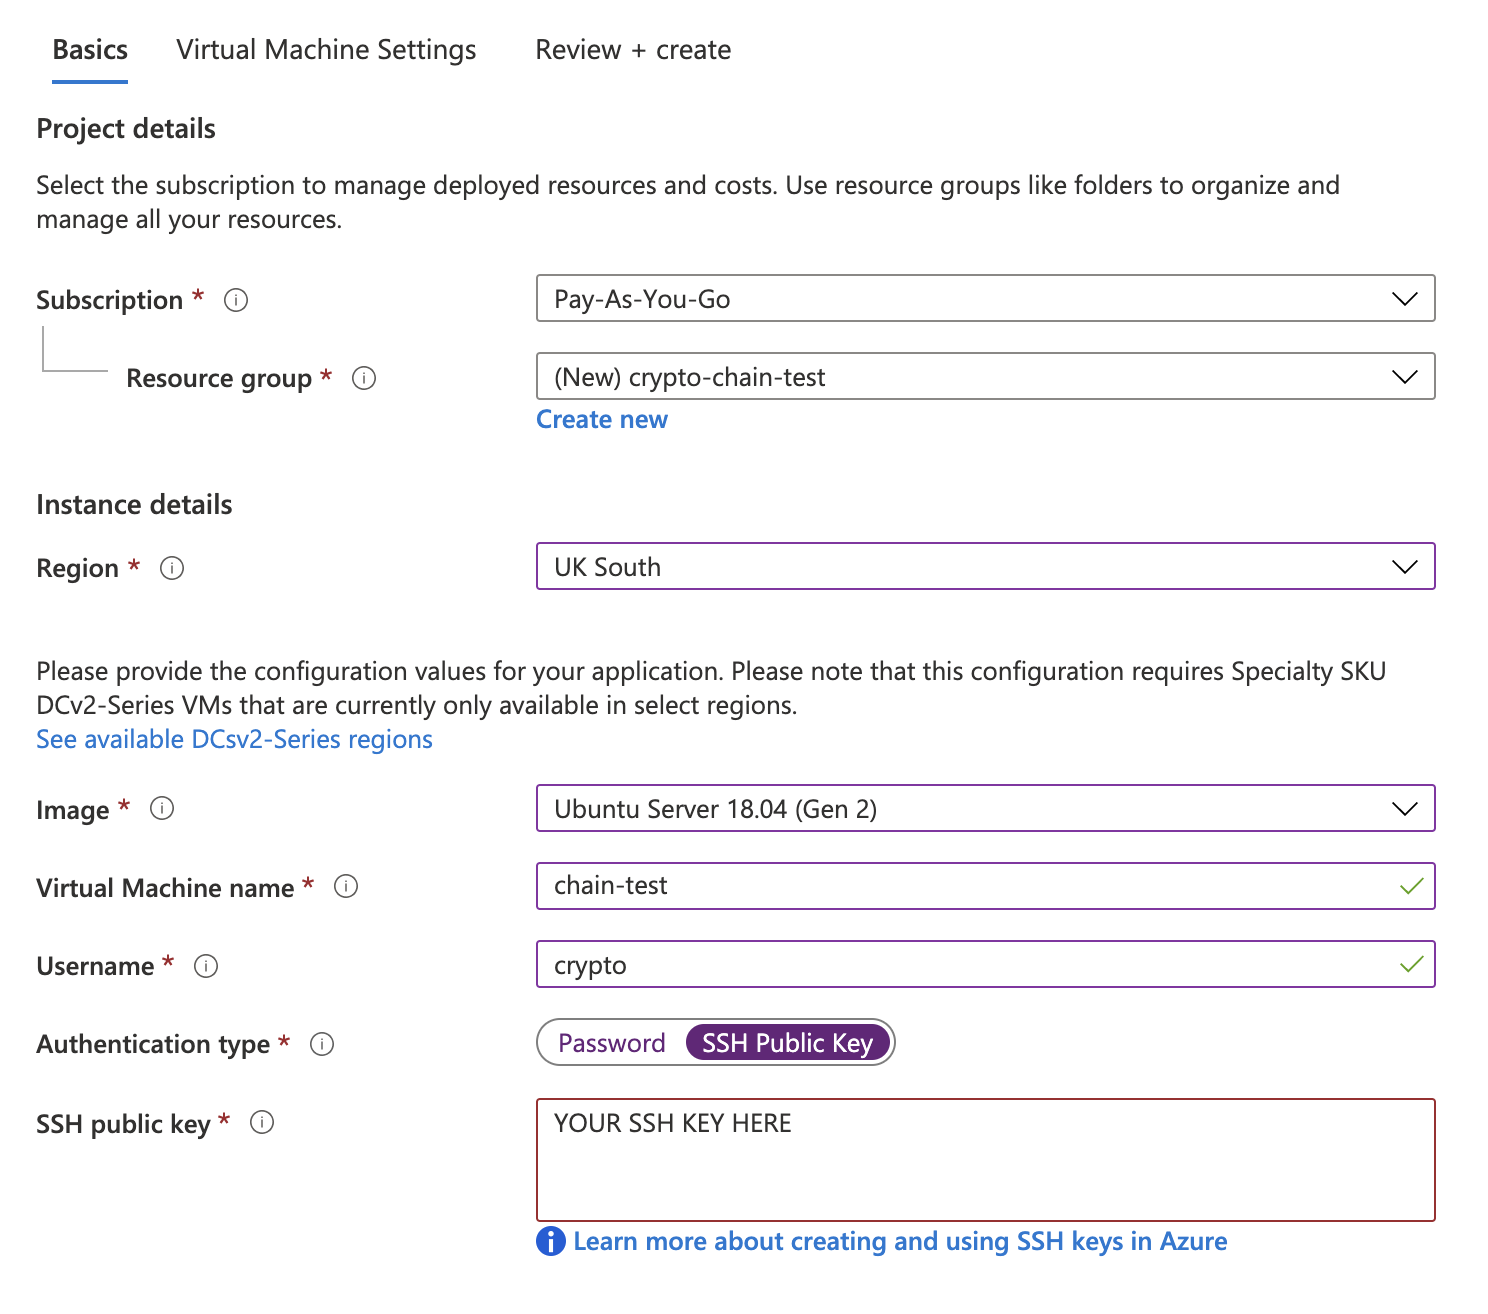 Basics Virtual Machine Settings Review + create
Project details
Select the subscription to manage deployed resources and costs. Use resource groups like folders to organize and
manage all your resources.
Subscription * Pay-As-You-Go
Resource group * (New) crypto-chain-test
Create new
Instance details
Region * UK South
Please provide the configuration values for your application. Please note that this configuration requires Specialty SKU
DCv2-Series VMs that are currently only available in select regions.
See available DCsv2-Series regions
Image * Ubuntu Server 18.04 (Gen 2)
Virtual Machine name * chain-test
Username * crypto
Authentication type * Password SSH Public Key
SSH public key * YOUR SSH KEY HERE
Learn more about creating and using SSH keys in Azure